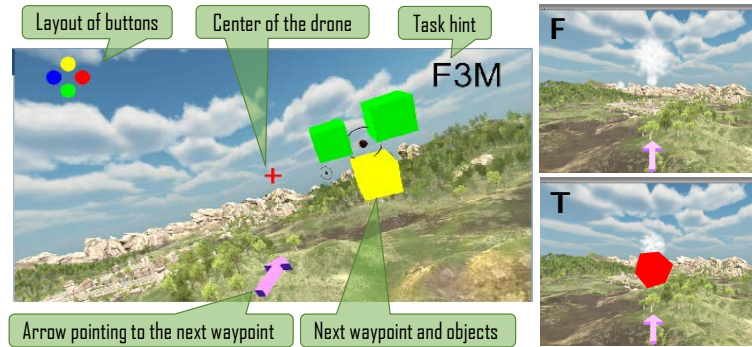 Layout of buttons
Center of the drone
Task hint
F3M
Arrow pointing to the next waypoint
Next waypoint and objects
F
T